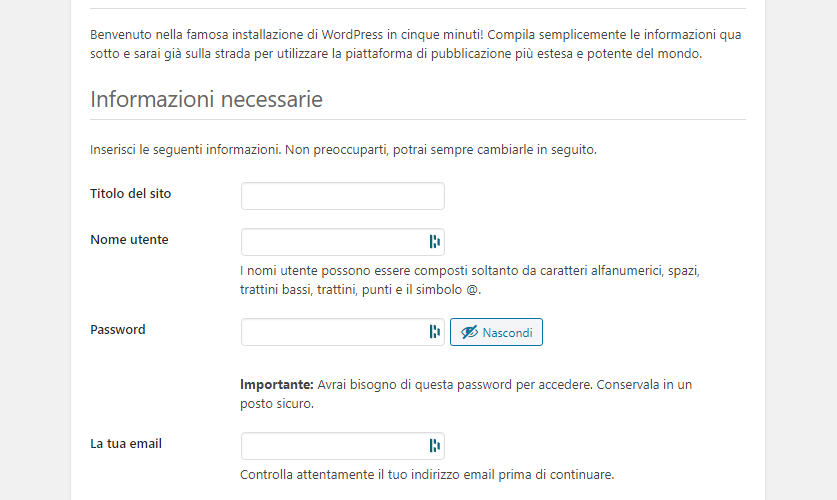 Benvenuto nella famosa installazione di WordPress in cinque minuti! Compila semplicemente le informazioni qua
sotto e sarai già sulla strada per utilizzare la piattaforma di pubblicazione più estesa e potente del mondo.
Informazioni necessarie
Inserisci le seguenti informazioni. Non preoccuparti, potrai sempre cambiarle in seguito.
Titolo del sito
Nome utente
I nomi utente possono essere composti soltanto da caratteri alfanumerici, spazi,
trattini bassi, trattini, punti e il simbolo @.
Password
Nascondi
Importante: Avrai bisogno di questa password per accedere. Conservala in un
posto sicuro.
La tua email
Controlla attentamente il tuo indirizzo email prima di continuare.